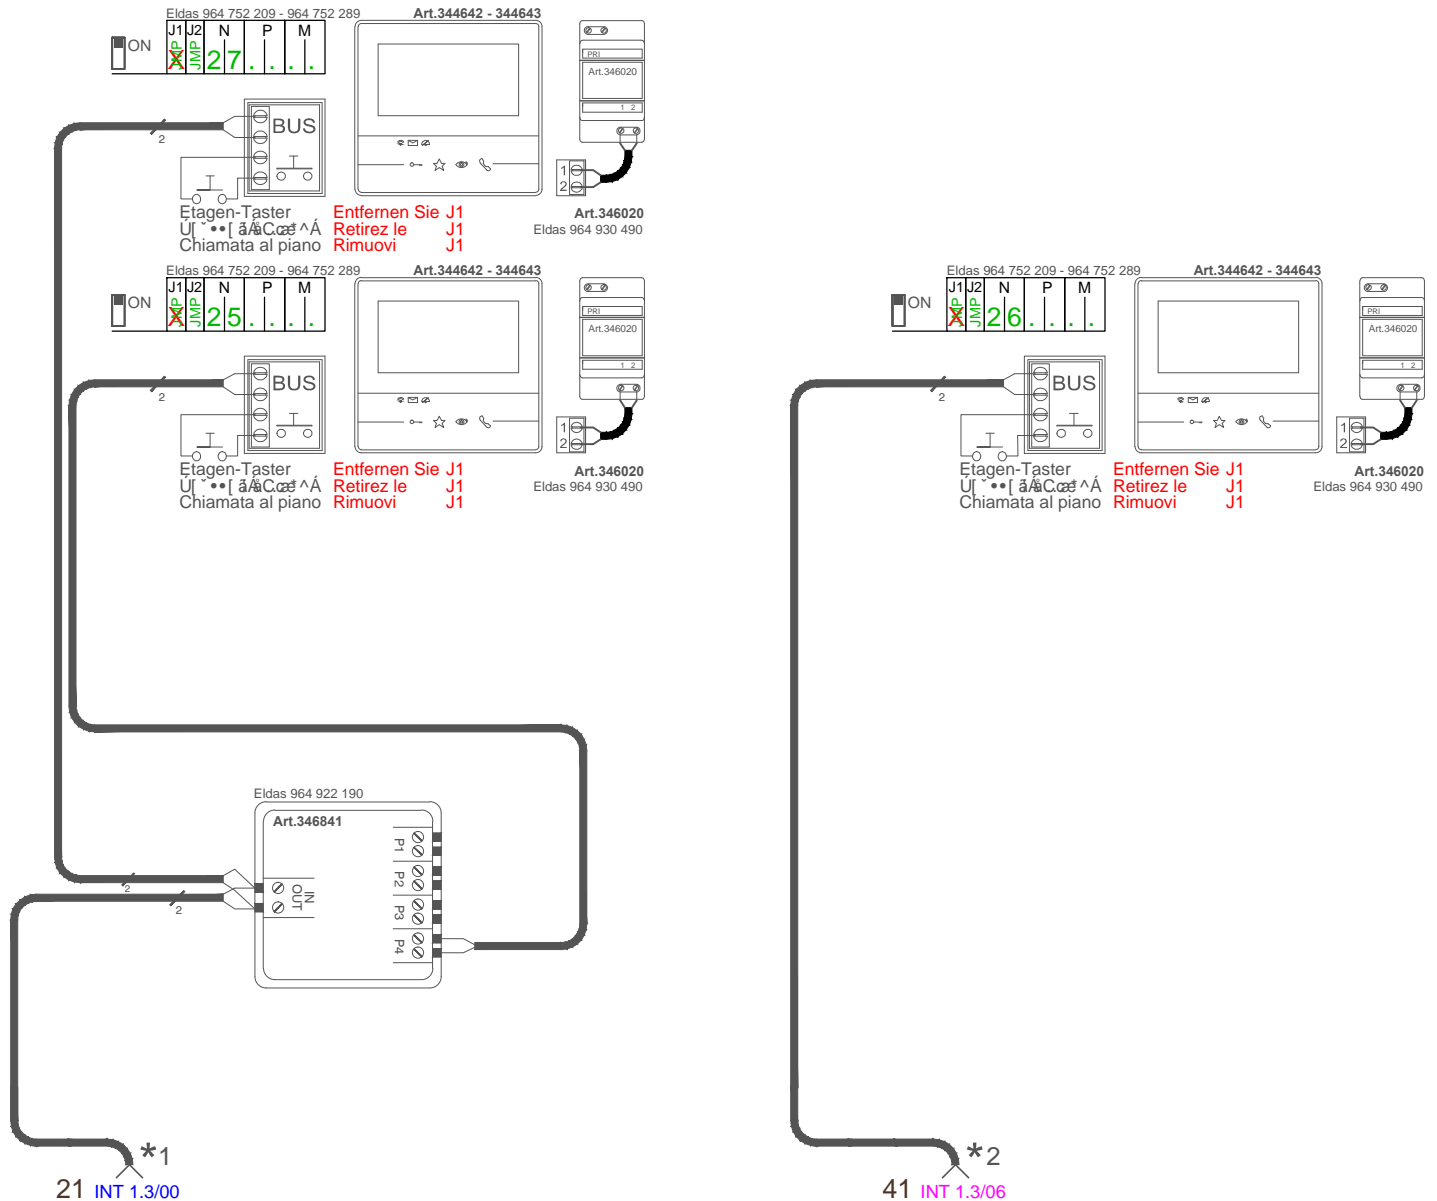 Eldas 964 752 209 - 964 752 289
Art.344642 - 344643
ON
J1 J2 N P M
JMP JMP 2 7 . . . .
PRI
Art.346020
1 2
BUS
2
1
2
Etagen-Taster Entfernen Sie J1
Retirez le J1
Chiamata al piano Rimuovi J1
Art.346020
Eldas 964 930 490
Eldas 964 752 209 - 964 752 289
Art.344642 - 344643
ON
J1 J2 N P M
JMP JMP 2 5 . . . .
PRI
Art.346020
1 2
BUS
2
1
2
Etagen-Taster Entfernen Sie J1
Retirez le J1
Chiamata al piano Rimuovi J1
Art.346020
Eldas 964 930 490
Eldas 964 752 209 - 964 752 289
Art.344642 - 344643
ON
J1 J2 N P M
JMP JMP 2 6 . . . .
PRI
Art.346020
1 2
BUS
2
1
2
Etagen-Taster Entfernen Sie J1
Retirez le J1
Chiamata al piano Rimuovi J1
Art.346020
Eldas 964 930 490
Eldas 964 922 190
Art.346841
P1
P2
P3
P4
IN
OUT
2
2
*1
21 INT 1.3/00
*2
41 INT 1.3/06